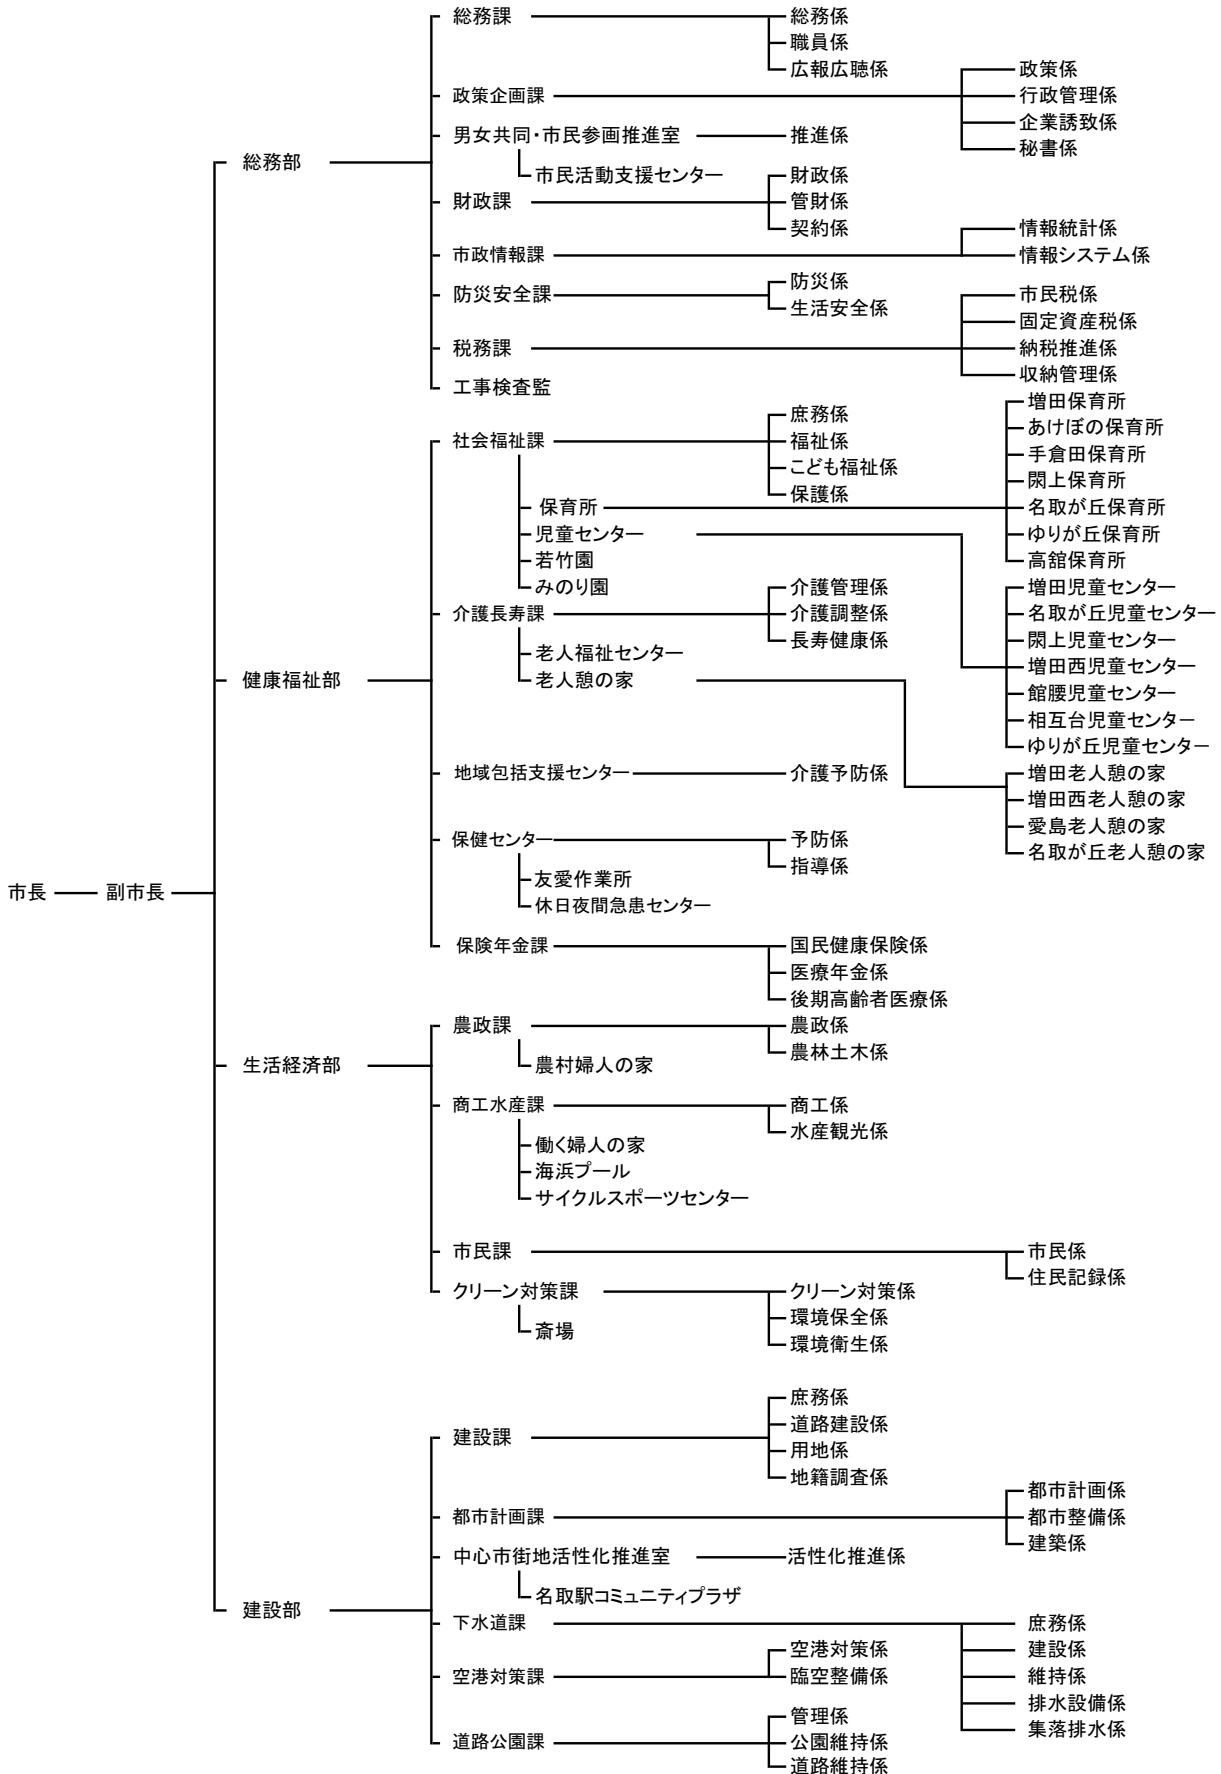 総務課
総務係
職員係
広報広聴係
政策企画課
政策係
行政管理係
企業誘致係
秘書係
男女共同・市民参画推進室
推進係
市民活動支援センター
総務部
財政課
財政係
管財係
契約係
市政情報課
情報統計係
情報システム係
防災安全課
防災係
生活安全係
税務課
市民税係
固定資産税係
納税推進係
収納管理係
工事検査監
社会福祉課
庶務係
福祉係
こども福祉係
保護係
保育所
増田保育所
あけぼの保育所
手倉田保育所
閖上保育所
名取が丘保育所
ゆりが丘保育所
高舘保育所
児童センター
増田児童センター
名取が丘児童センター
閖上児童センター
増田西児童センター
館腰児童センター
相互台児童センター
ゆりが丘児童センター
若竹園
みのり園
介護長寿課
介護管理係
介護調整係
長寿健康係
老人福祉センター
老人憩の家
増田老人憩の家
増田西老人憩の家
愛島老人憩の家
名取が丘老人憩の家
健康福祉部
地域包括支援センター
介護予防係
保健センター
予防係
指導係
友愛作業所
休日夜間急患センター
市長
副市長
保険年金課
国民健康保険係
医療年金係
後期高齢者医療係
農政課
農政係
農林土木係
農村婦人の家
生活経済部
商工水産課
商工係
水産観光係
働く婦人の家
海浜プール
サイクルスポーツセンター
市民課
市民係
住民記録係
クリーン対策課
クリーン対策係
環境保全係
環境衛生係
斎場
建設課
庶務係
道路建設係
用地係
地籍調査係
都市計画課
都市計画係
都市整備係
建築係
中心市街地活性化推進室
活性化推進係
名取駅コミュニティプラザ
建設部
下水道課
庶務係
建設係
維持係
排水設備係
集落排水係
空港対策課
空港対策係
臨空整備係
道路公園課
管理係
公園維持係
道路維持係